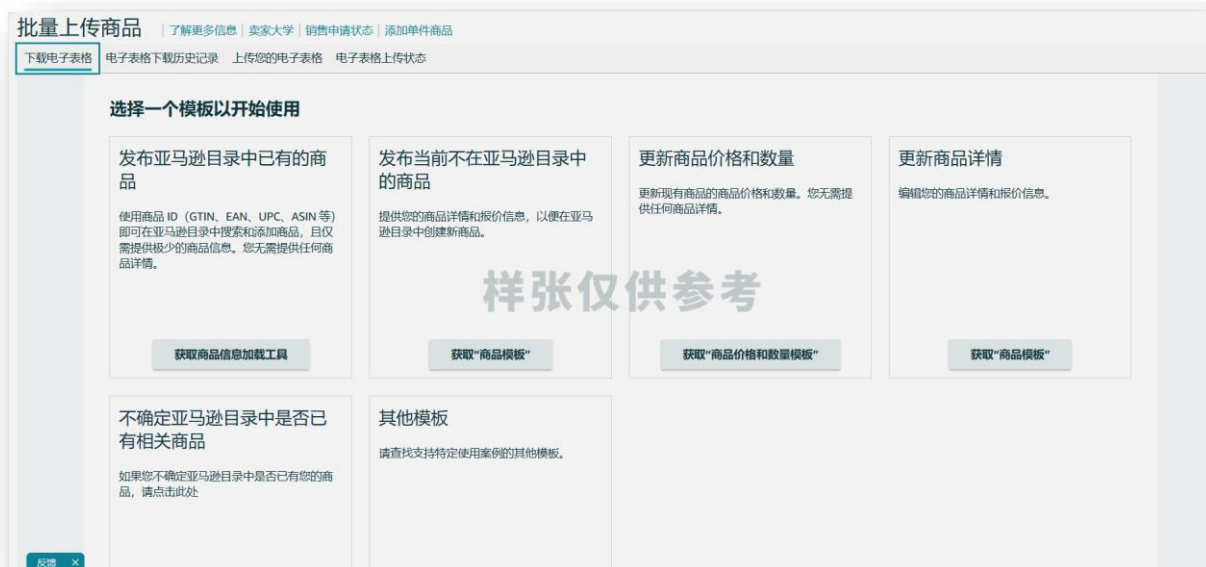 批量上传商品 | 了解更多信息 | 卖家大学 | 销售申请状态 | 添加单件商品
下载电子表格 电子表格下载历史记录 上传您的电子表格 电子表格上传状态
选择一个模板以开始使用
发布亚马逊目录中已有的商
品
使用商品 ID（GTIN、EAN、UPC、ASIN 等）
即可在亚马逊目录中搜索和添加商品，且仅
需提供极少的商品信息。您无需提供任何商
品详情。
获取商品信息加载工具
发布当前不在亚马逊目录中
的商品
提供您的商品详情和报价信息，以便在亚马
逊目录中创建新商品。
获取“商品模板”
更新商品价格和数量
更新现有商品的商品价格和数量。您无需提
供任何商品详情。
获取“商品价格和数量模板”
更新商品详情
编辑您的商品详情和报价信息。
获取“商品模板”
样张仅供参考
不确定亚马逊目录中是否已
有相关商品
如果您不确定亚马逊目录中是否已有您的商
品，请点击此处
其他模板
请查找支持特定使用案例的其他模板。
反馈 ×